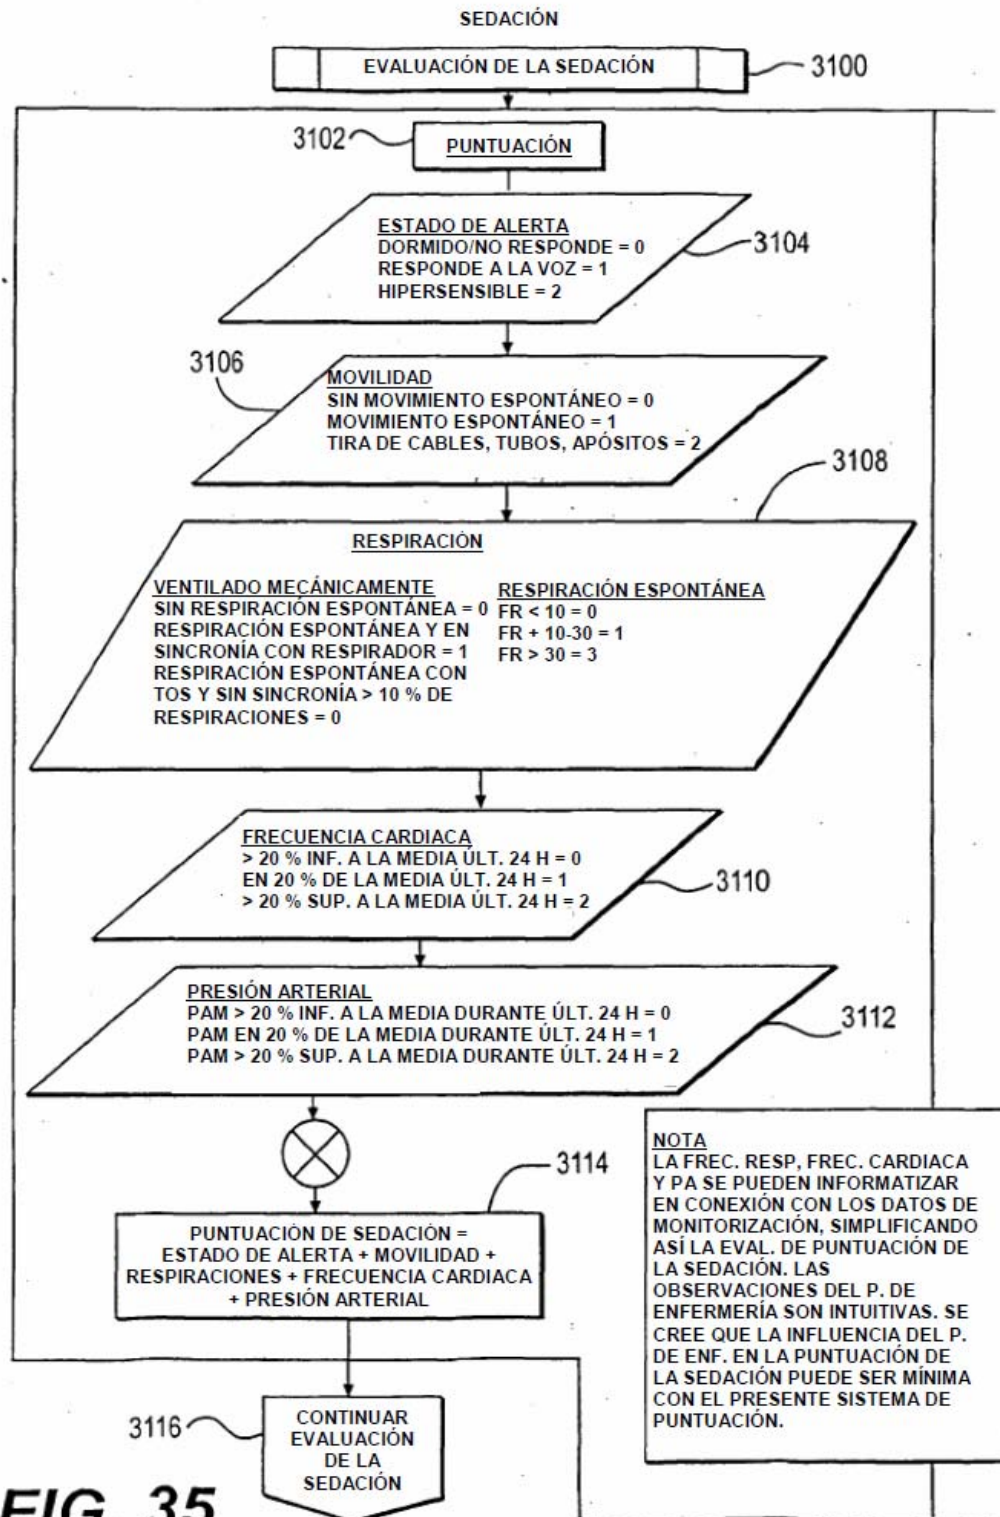 SEDACIÓN
EVALUACIÓN DE LA SEDACIÓN
3100
3102
PUNTUACIÓN
ESTADO DE ALERTA
DORMIDO/NO RESPONDE = 0
RESPONDE A LA VOZ = 1
HIPERSENSIBLE = 2
3104
3106
MOVILIDAD
SIN MOVIMIENTO ESPONTÁNEO = 0
MOVIMIENTO ESPONTÁNEO = 1
TIRA DE CABLES, TUBOS, APÓSITOS = 2
3108
RESPIRACIÓN
VENTILADO MECÁNICAMENTE
SIN RESPIRACIÓN ESPONTÁNEA = 0
RESPIRACIÓN ESPONTÁNEA Y EN
SINCRONÍA CON RESPIRADOR = 1
RESPIRACIÓN ESPONTÁNEA CON
TOS Y SIN SINCRONÍA > 10 % DE
RESPIRACIONES = 0
RESPIRACIÓN ESPONTÁNEA
FR < 10 = 0
FR + 10-30 = 1
FR > 30 = 3
FRECUENCIA CARDIACA
> 20 % INF. A LA MEDIA ÚLT. 24 H = 0
EN 20 % DE LA MEDIA ÚLT. 24 H = 1
> 20 % SUP. A LA MEDIA ÚLT. 24 H = 2
3110
PRESIÓN ARTERIAL
PAM > 20 % INF. A LA MEDIA DURANTE ÚLT. 24 H = 0
PAM EN 20 % DE LA MEDIA DURANTE ÚLT. 24 H = 1
PAM > 20 % SUP. A LA MEDIA DURANTE ÚLT. 24 H = 2
3112
3114
PUNTUACIÓN DE SEDACIÓN =
ESTADO DE ALERTA + MOVILIDAD +
RESPIRACIONES + FRECUENCIA CARDIACA
+ PRESIÓN ARTERIAL
NOTA
LA FREC. RESP, FREC. CARDIACA
Y PA SE PUEDEN INFORMATIZAR
EN CONEXIÓN CON LOS DATOS DE
MONITORIZACIÓN, SIMPLIFICANDO
ASÍ LA EVAL. DE PUNTUACIÓN DE
LA SEDACIÓN. LAS
OBSERVACIONES DEL P. DE
ENFERMERÍA SON INTUITIVAS. SE
CREE QUE LA INFLUENCIA DEL P.
DE ENF. EN LA PUNTUACIÓN DE
LA SEDACIÓN PUEDE SER MÍNIMA
CON EL PRESENTE SISTEMA DE
PUNTUACIÓN.
3116
CONTINUAR
EVALUACIÓN
DE LA
SEDACIÓN
FIG. 35